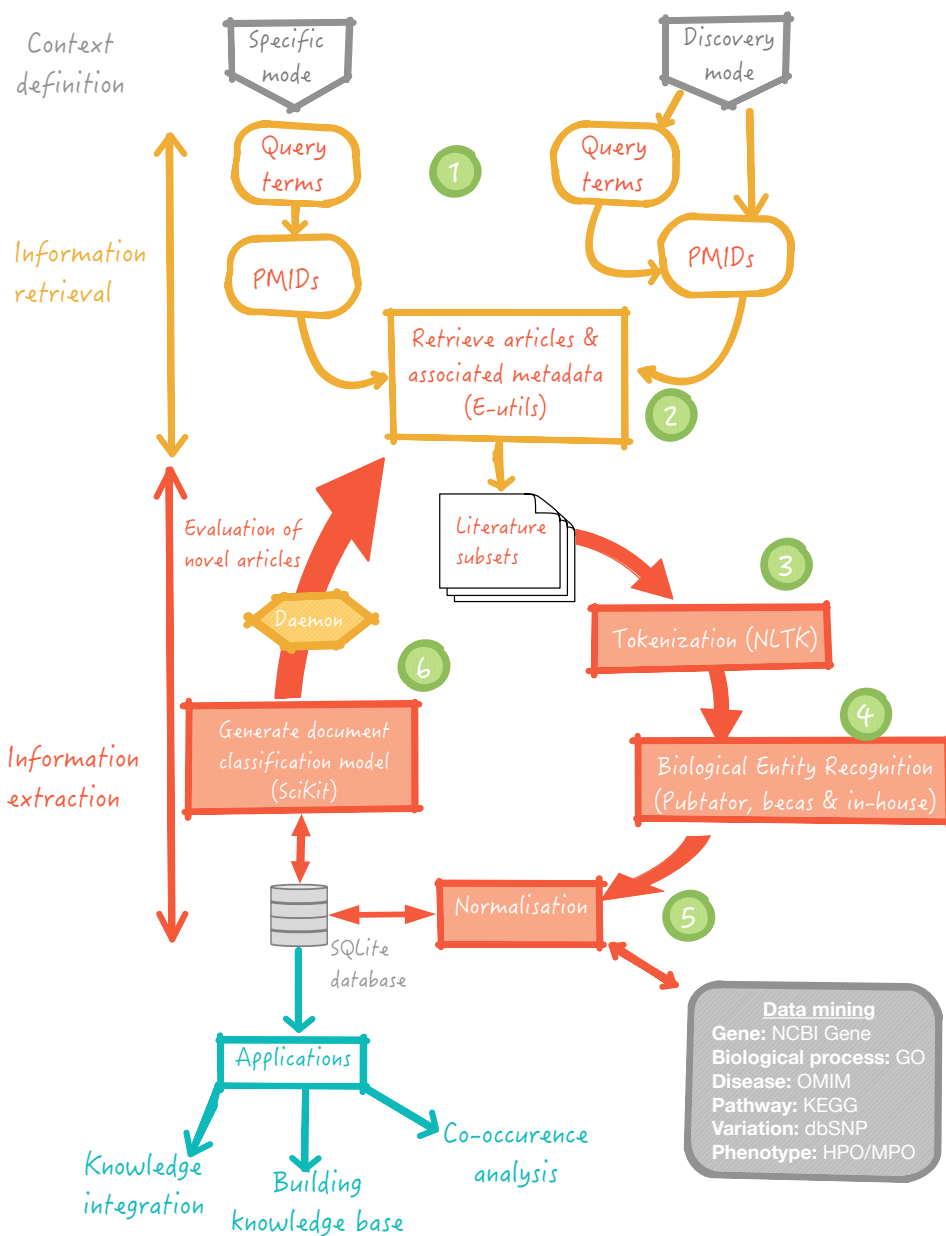 Context
definition
Specific
mode
Discovery
mode
Query
terms
1
Query
terms
Information
retrieval
PMIDs
PMIDs
Retrieve articles &
associated metadata
(E-utils)
2
Evaluation of
novel articles
Literature
subsets
3
Daemon
Tokenization (NLTK)
6
4
Generate document
classification model
(SciKit)
Biological Entity Recognition
(Pubtator, becas & in-house)
Information
extraction
Normalisation
5
SQLite
database
Data mining
Gene: NCBI Gene
Biological process: GO
Disease: OMIM
Pathway: KEGG
Variation: dbSNP
Phenotype: HPO/MPO
Applications
Knowledge
integration
Building
knowledge base
Co-occurence
analysis